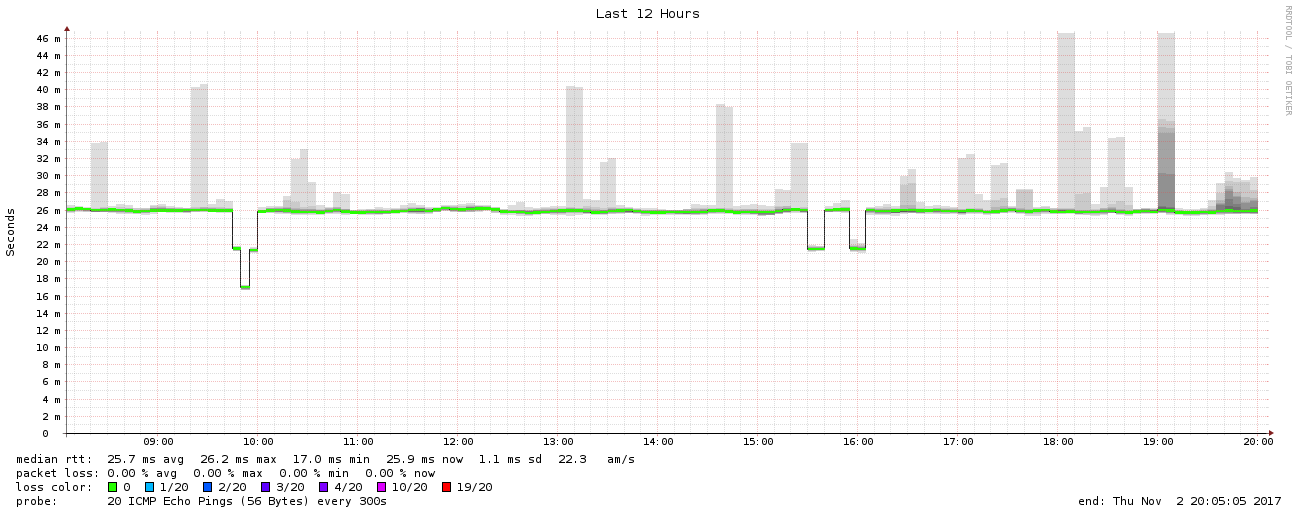 Last 12 Hours
RRDTOOL / TOBI OETIKER
Seconds
46 m
44 m
42 m
40 m
38 m
36 m
34 m
32 m
30 m
28 m
26 m
24 m
22 m
20 m
18 m
16 m
14 m
12 m
10 m
8 m
6 m
4 m
2 m
0
09:00 10:00 11:00 12:00 13:00 14:00 15:00 16:00 17:00 18:00 19:00 20:00
median rtt: 25.7 ms avg 26.2 ms max 17.0 ms min 25.9 ms now 1.1 ms sd 22.3 am/s
packet loss: 0.00 % avg 0.00 % max 0.00 % min 0.00 % now
loss color: 0 1/20 2/20 3/20 4/20 10/20 19/20
probe: 20 ICMP Echo Pings (56 Bytes) every 300s end: Thu Nov 2 20:05:05 2017